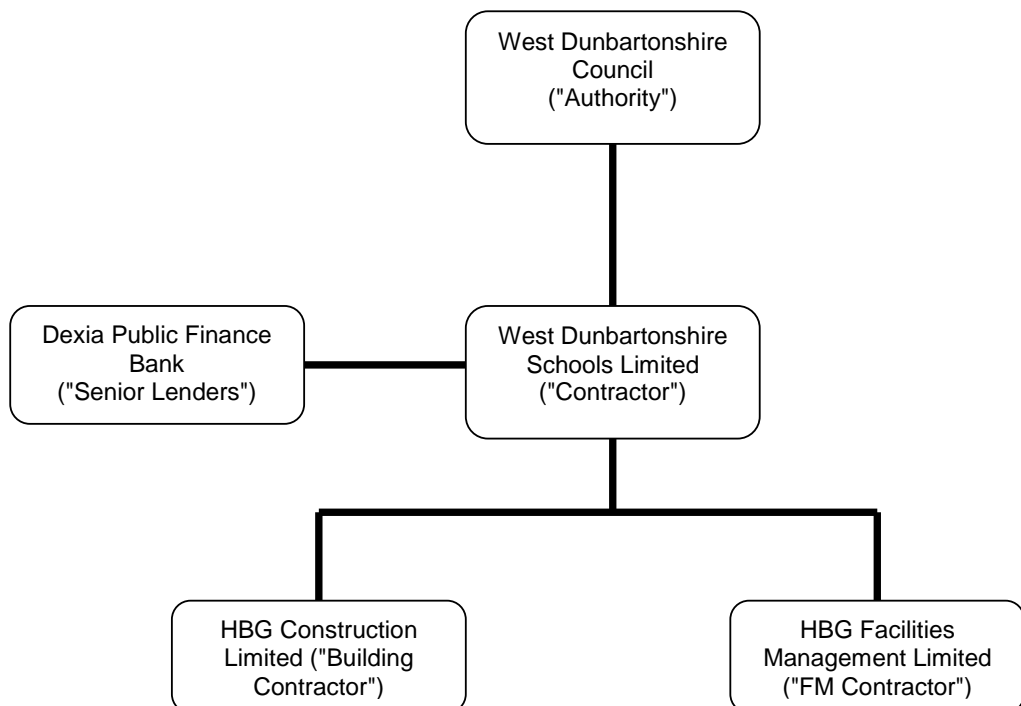 West Dunbartonshire
Council
("Authority")
Dexia Public Finance
Bank
("Senior Lenders")
West Dunbartonshire
Schools Limited
("Contractor")
HBG Construction
Limited ("Building
Contractor")
HBG Facilities
Management Limited
("FM Contractor")